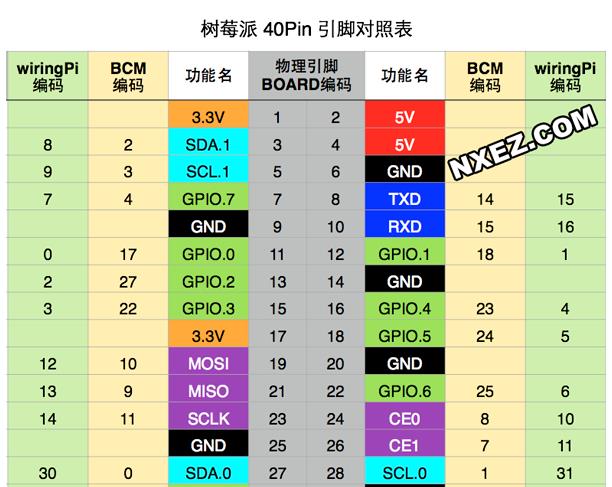 树莓派 40Pin 引脚对照表
wiringPi 编码 BCM 编码 功能名 物理引脚 BOARD编码 功能名 BCM 编码 wiringPi 编码
3.3V 1 2 5V
8 2 SDA.1 3 4 5V
9 3 SCL.1 5 6 GND
7 4 GPIO.7 7 8 TXD 14 15
GND 9 10 RXD 15 16
0 17 GPIO.0 11 12 GPIO.1 18 1
2 27 GPIO.2 13 14 GND
3 22 GPIO.3 15 16 GPIO.4 23 4
3.3V 17 18 GPIO.5 24 5
12 10 MOSI 19 20 GND
13 9 MISO 21 22 GPIO.6 25 6
14 11 SCLK 23 24 CE0 8 10
GND 25 26 CE1 7 11
30 0 SDA.0 27 28 SCL.0 1 31
NXEZ.COM